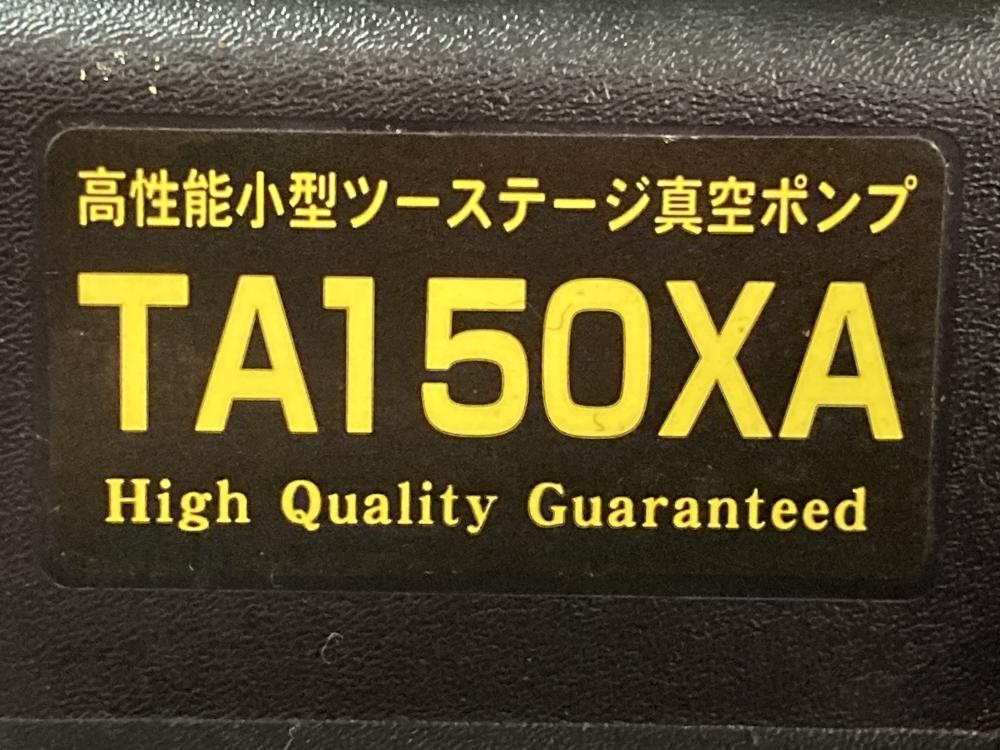 高性能小型ツーステージ真空ポンプ
TA150XA
High Quality Guaranteed